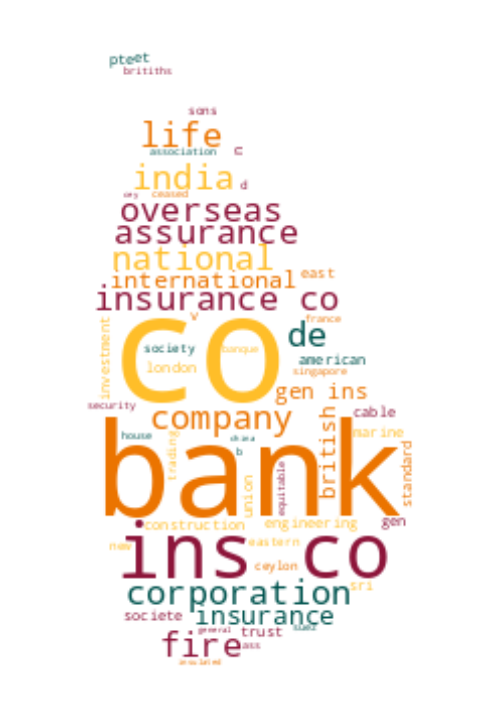 pte et
britiths
sons
life
association c
india d
cey ceased
overseas
assurance
national
international east
insurance co
investment v france
co de
society banque american
london singapore
gen ins
security company cable
house trading china british marine
bank
b union equitable standard
construction engineering gen
ins co
new eastern
ceylon
corporation sri
societe insurance
general trust suez
fire ass
insulated